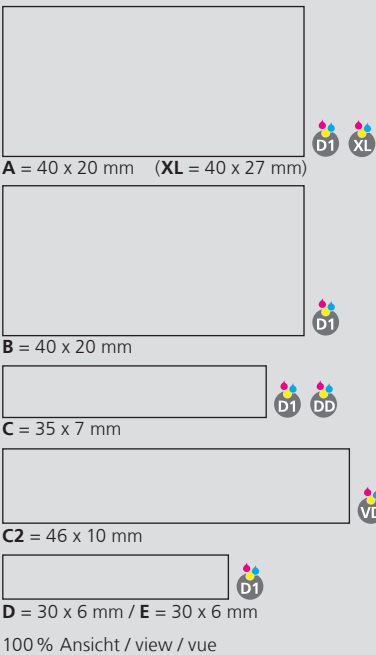 D1 XL
A = 40 x 20 mm (XL = 40 x 27 mm)
D1
B = 40 x 20 mm
D1 DD
C = 35 x 7 mm
VD
C2 = 46 x 10 mm
D1
D = 30 x 6 mm / E = 30 x 6 mm
100 % Ansicht / view / vue